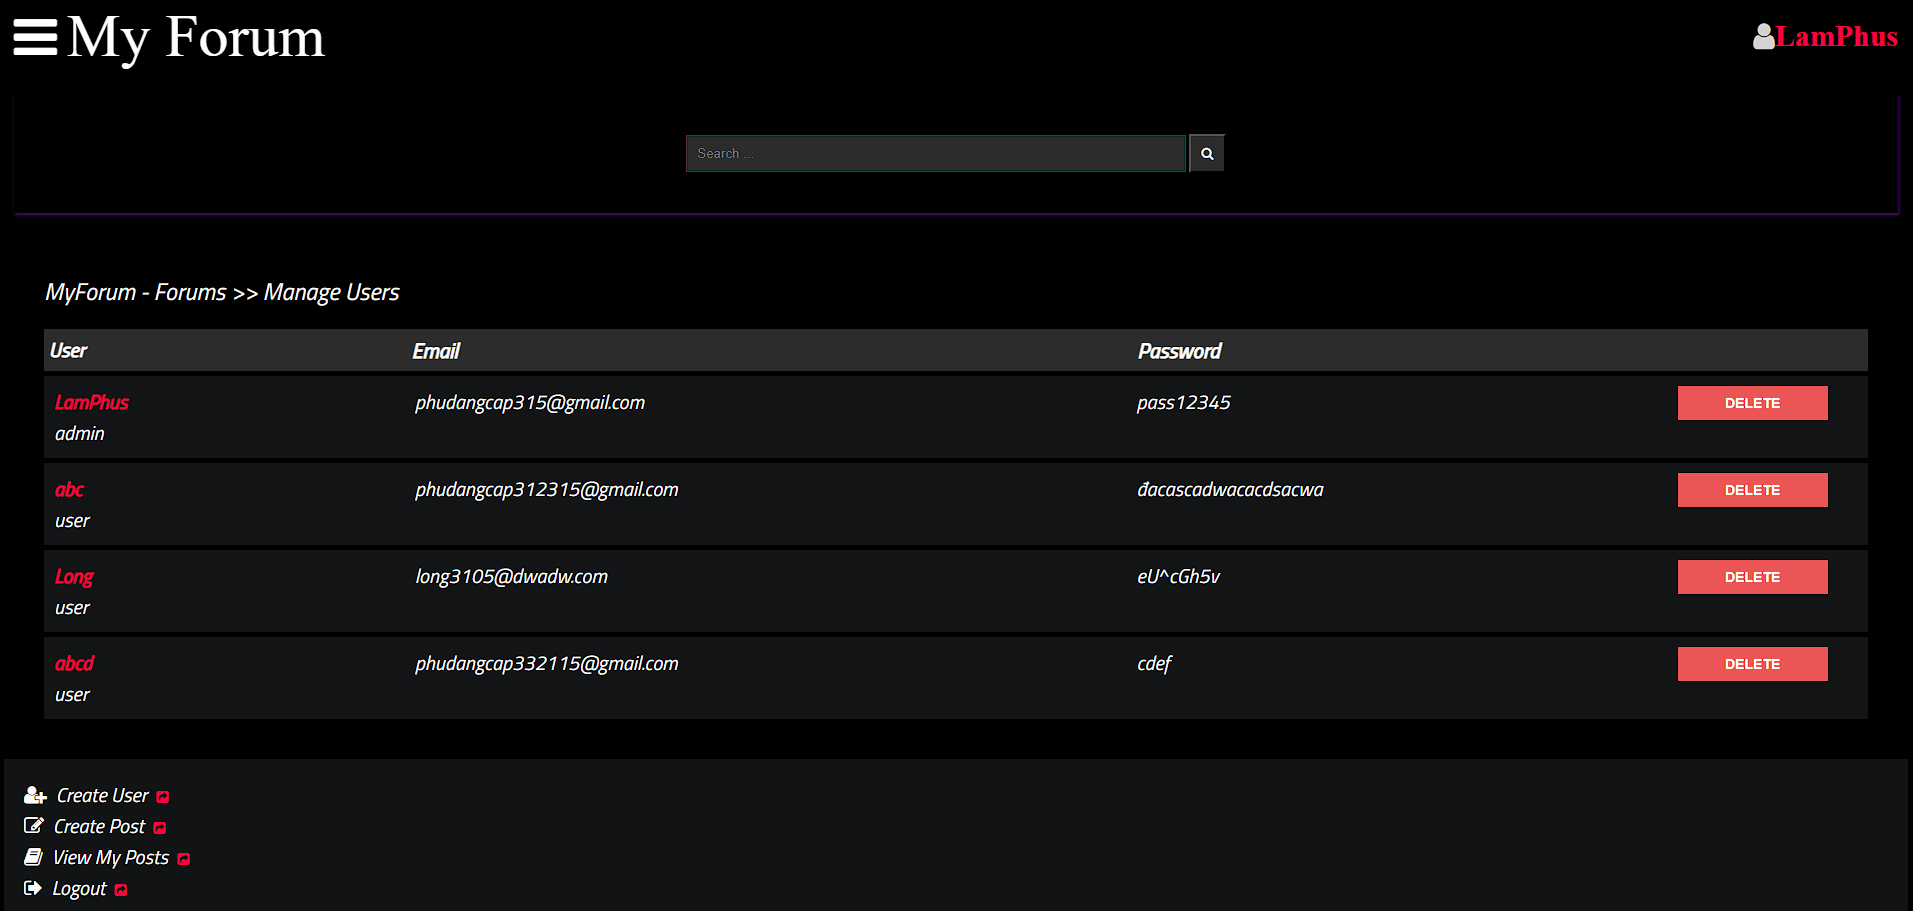 My Forum
LamPhus
Search ...
MyForum - Forums >> Manage Users
User Email Password
LamPhus phudangcap315@gmail.com pass12345 DELETE
admin
abc phudangcap312315@gmail.com đacascadwacacdsacwa DELETE
user
Long long3105@dwadw.com eU^cGh5v DELETE
user
abcd phudangcap332115@gmail.com cdef DELETE
user
Create User
Create Post
View My Posts
Logout